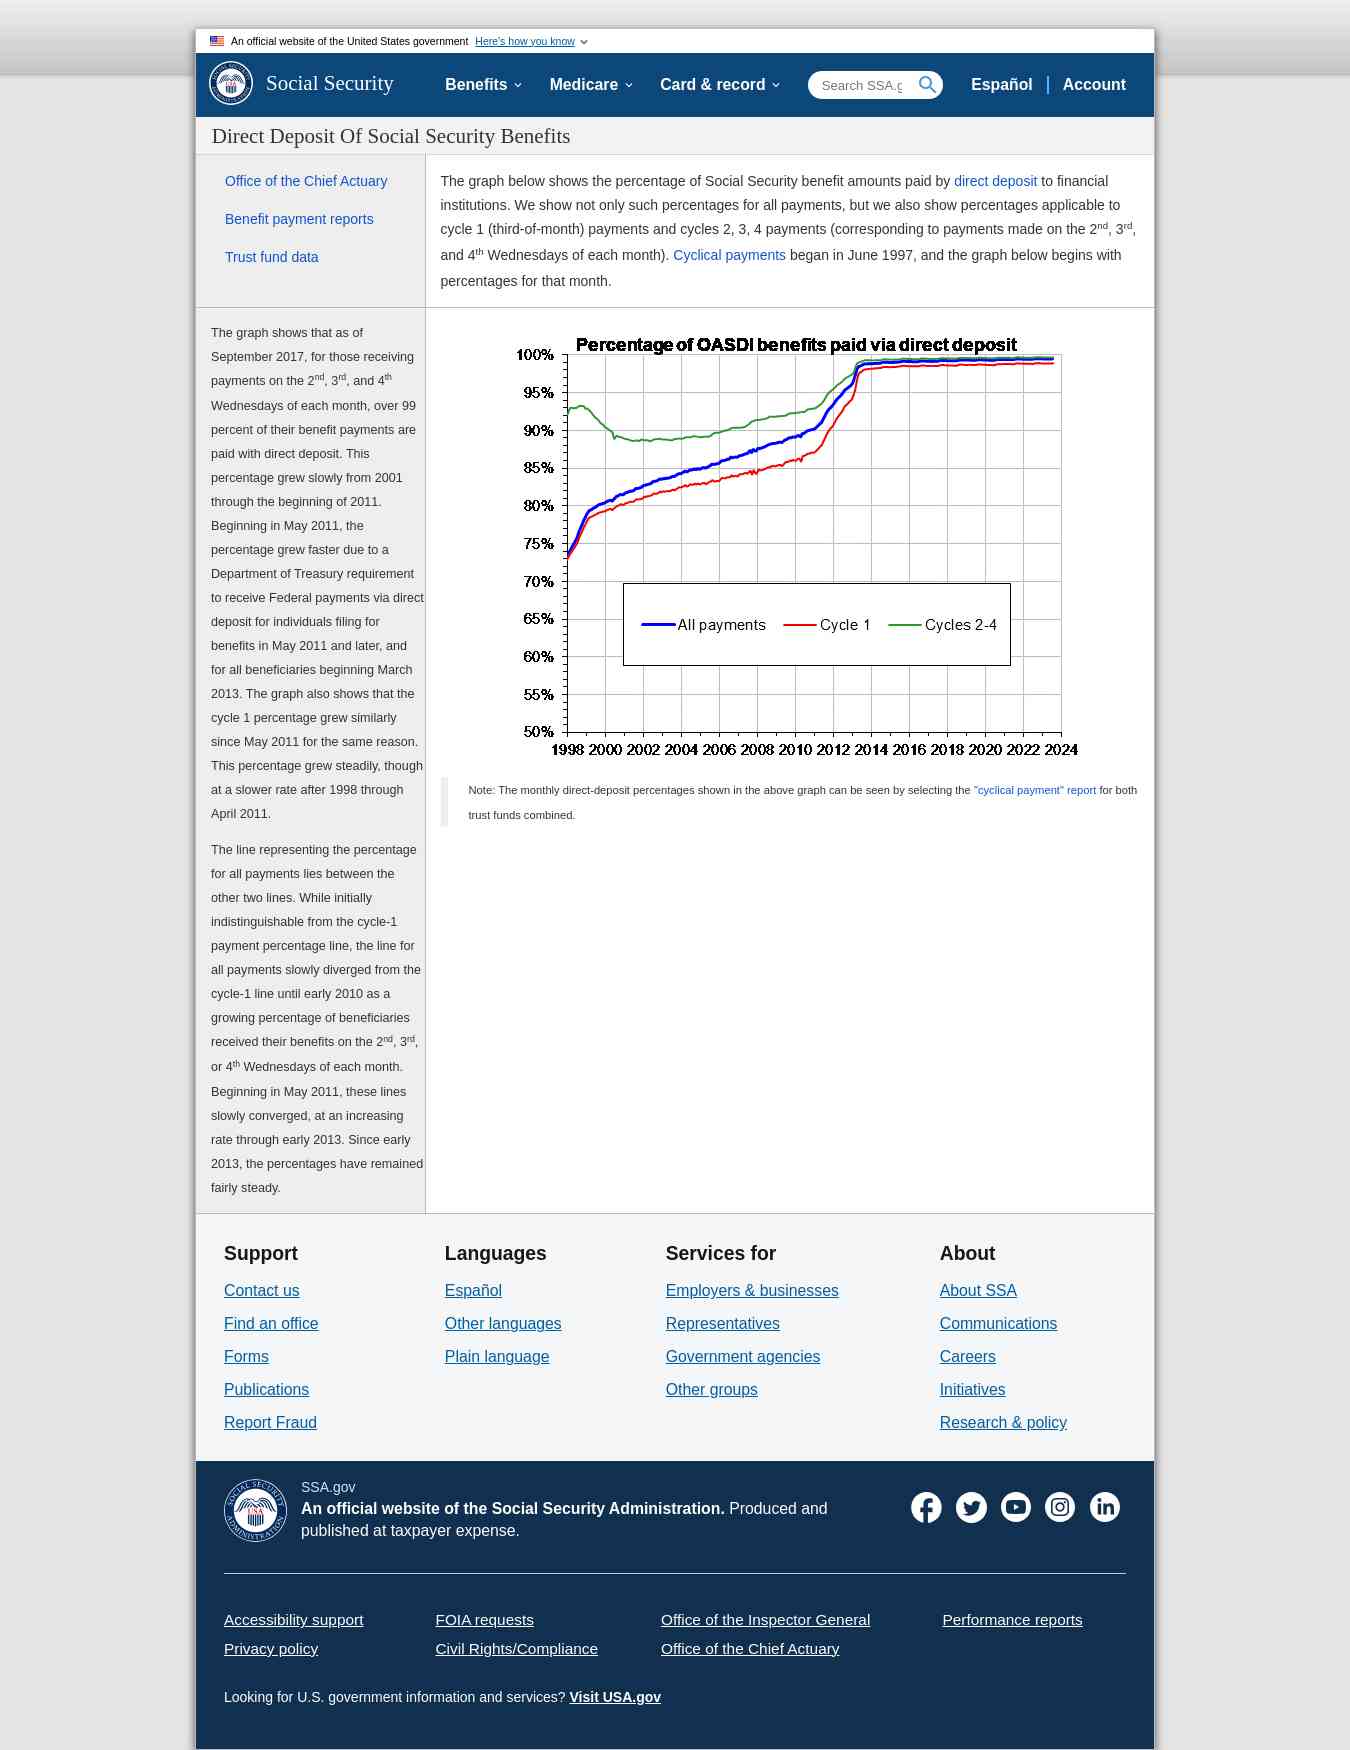 An official website of the United States government Here's how you know
Social Security
Benefits
Medicare
Card & record
Search SSA.g
Español
Account
Direct Deposit Of Social Security Benefits
Office of the Chief Actuary
Benefit payment reports
Trust fund data
The graph below shows the percentage of Social Security benefit amounts paid by direct deposit to financial
institutions. We show not only such percentages for all payments, but we also show percentages applicable to
cycle 1 (third-of-month) payments and cycles 2, 3, 4 payments (corresponding to payments made on the 2nd, 3rd,
and 4th Wednesdays of each month). Cyclical payments began in June 1997, and the graph below begins with
percentages for that month.
The graph shows that as of
September 2017, for those receiving
payments on the 2nd, 3rd, and 4th
Wednesdays of each month, over 99
percent of their benefit payments are
paid with direct deposit. This
percentage grew slowly from 2001
through the beginning of 2011.
Beginning in May 2011, the
percentage grew faster due to a
Department of Treasury requirement
to receive Federal payments via direct
deposit for individuals filing for
benefits in May 2011 and later, and
for all beneficiaries beginning March
2013. The graph also shows that the
cycle 1 percentage grew similarly
since May 2011 for the same reason.
This percentage grew steadily, though
at a slower rate after 1998 through
April 2011.
The line representing the percentage
for all payments lies between the
other two lines. While initially
indistinguishable from the cycle-1
payment percentage line, the line for
all payments slowly diverged from the
cycle-1 line until early 2010 as a
growing percentage of beneficiaries
received their benefits on the 2nd, 3rd,
or 4th Wednesdays of each month.
Beginning in May 2011, these lines
slowly converged, at an increasing
rate through early 2013. Since early
2013, the percentages have remained
fairly steady.
Percentage of OASDI benefits paid via direct deposit
100%
95%
90%
85%
80%
75%
70%
65%
60%
55%
50%
All payments
Cycle 1
Cycles 2-4
1998 2000 2002 2004 2006 2008 2010 2012 2014 2016 2018 2020 2022 2024
Note: The monthly direct-deposit percentages shown in the above graph can be seen by selecting the "cyclical payment" report for both
trust funds combined.
Support
Contact us
Find an office
Forms
Publications
Report Fraud
Languages
Español
Other languages
Plain language
Services for
Employers & businesses
Representatives
Government agencies
Other groups
About
About SSA
Communications
Careers
Initiatives
Research & policy
SOCIAL SECURITY
USA
ADMINISTRATION
SSA.gov
An official website of the Social Security Administration. Produced and
published at taxpayer expense.
Accessibility support
FOIA requests
Office of the Inspector General
Performance reports
Privacy policy
Civil Rights/Compliance
Office of the Chief Actuary
Looking for U.S. government information and services? Visit USA.gov